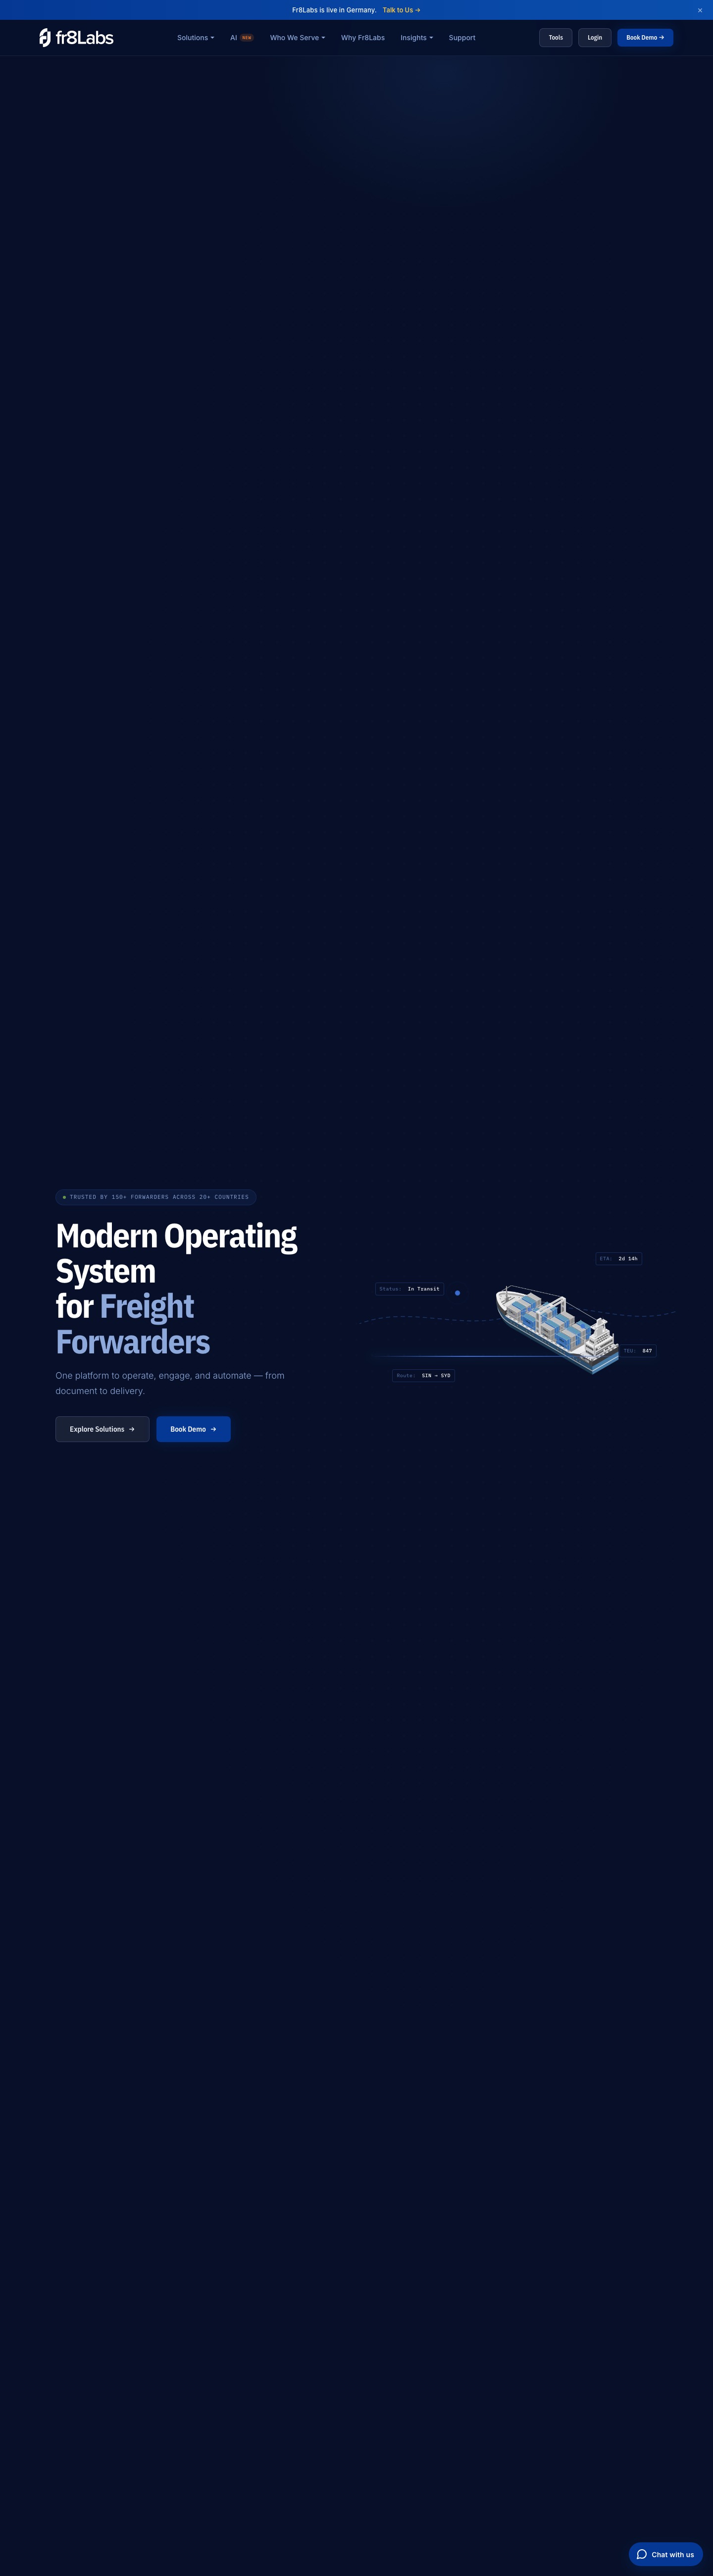 Fr8Labs is live in Germany. Talk to Us →
×
fr8Labs
Solutions
AI NEW
Who We Serve
Why Fr8Labs
Insights
Support
Tools
Login
Book Demo →
TRUSTED BY 150+ FORWARDERS ACROSS 20+ COUNTRIES
Modern Operating
System
for Freight
Forwarders
One platform to operate, engage, and automate — from
document to delivery.
Explore Solutions →
Book Demo →
ETA: 2d 14h
Status: In Transit
TEU: 847
Route: SIN → SYD
Chat with us